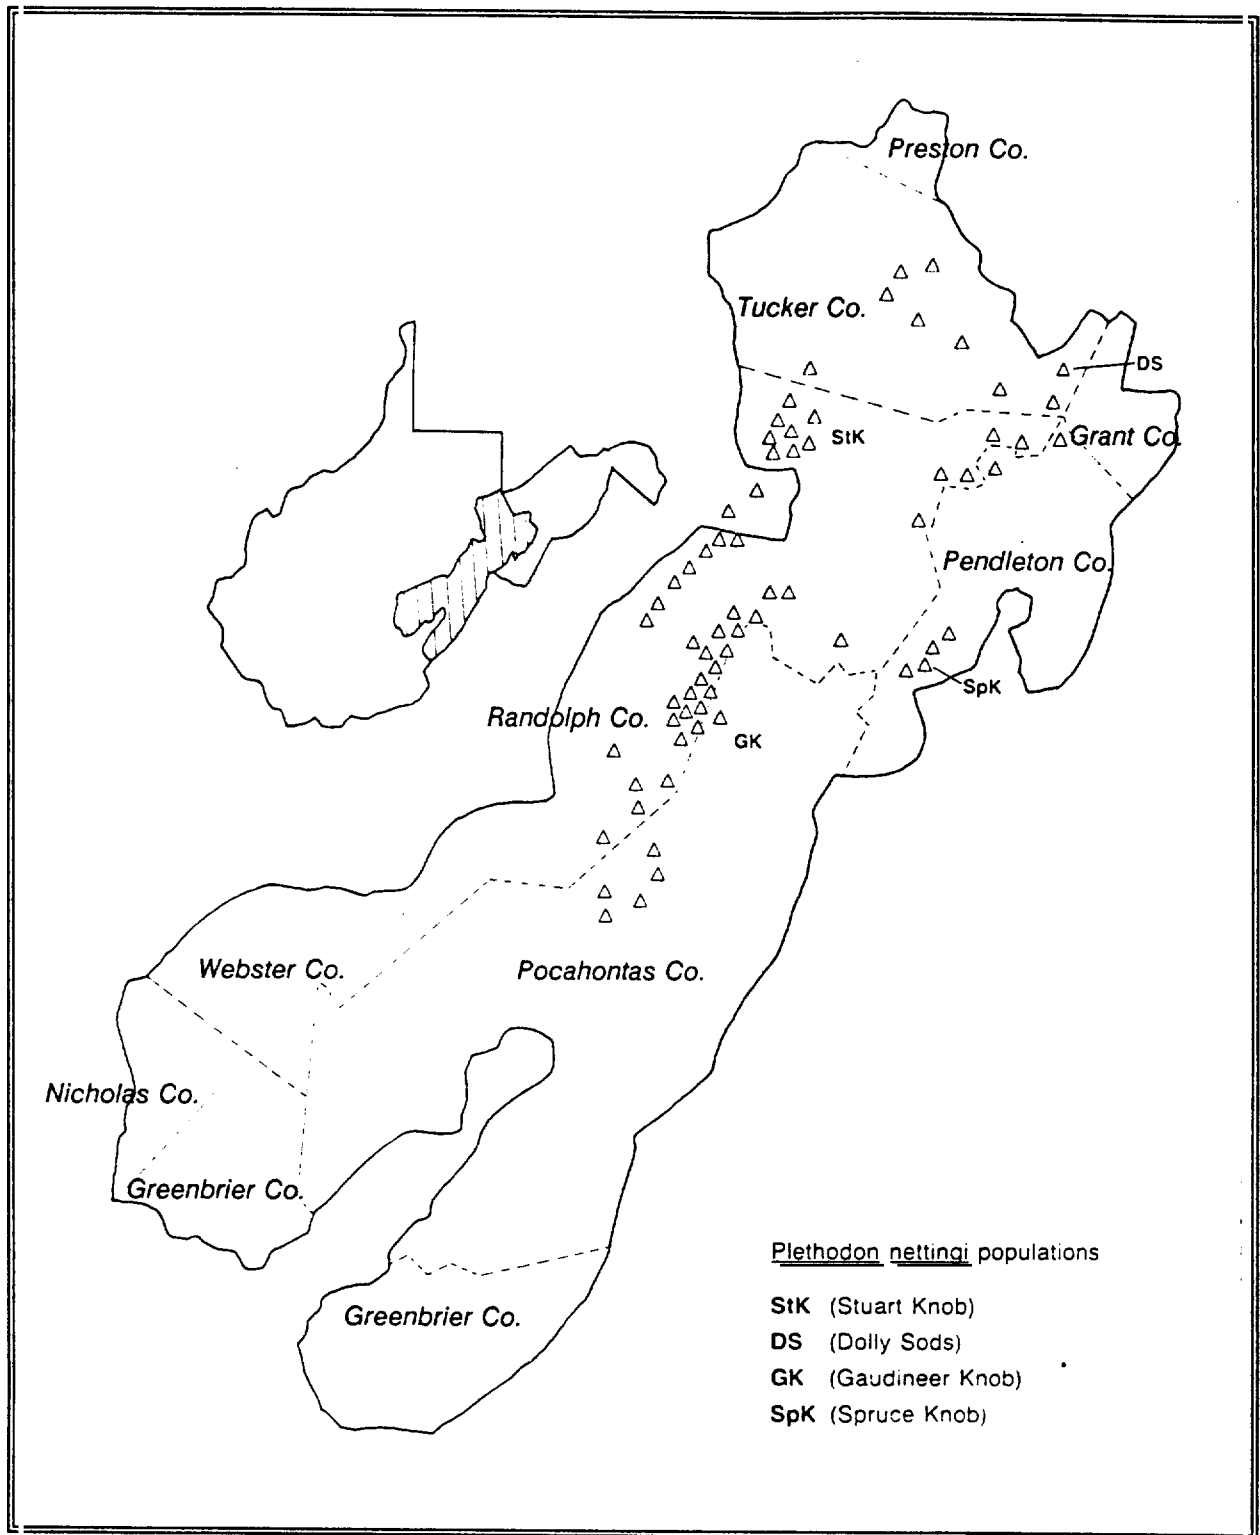 Preston Co.
Tucker Co.
DS
Grant Co.
StK
Pendleton Co.
SpK
Randolph Co.
GK
Webster Co.
Pocahontas Co.
Nicholas Co.
Greenbrier Co.
Greenbrier Co.
Plethodon nettingi populations
StK (Stuart Knob)
DS (Dolly Sods)
GK (Gaudineer Knob)
SpK (Spruce Knob)